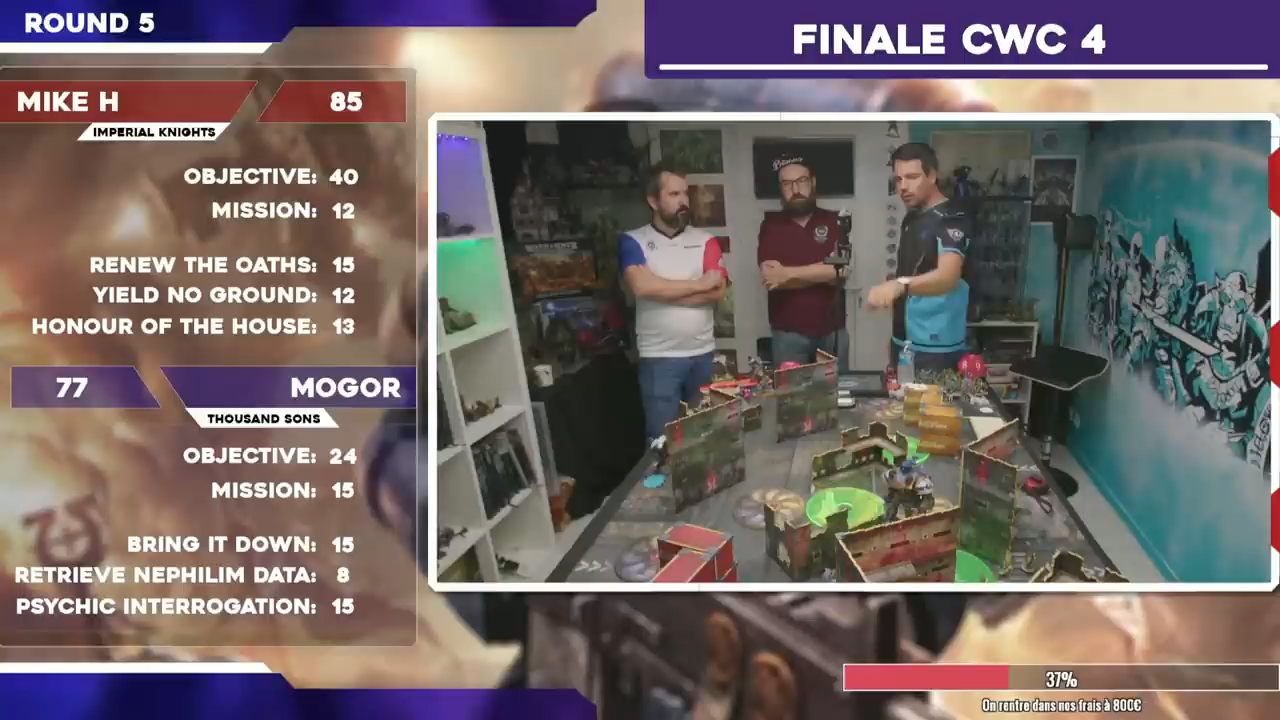 ROUND 5
FINALE CWC 4
MIKE H 85
IMPERIAL KNIGHTS
OBJECTIVE: 40
MISSION: 12
RENEW THE OATHS: 15
YIELD NO GROUND: 12
HONOUR OF THE HOUSE: 13
77 MOGOR
THOUSAND SONS
OBJECTIVE: 24
MISSION: 15
BRING IT DOWN: 15
RETRIEVE NEPHILIM DATA: 8
PSYCHIC INTERROGATION: 15
37%
On rentre dans nos frais à 800€